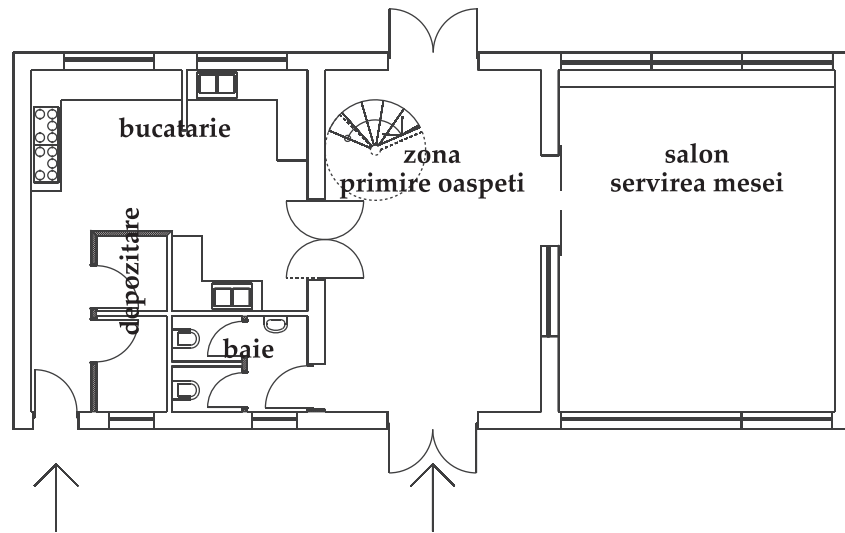 bucatarie
zona
primire oaspeti
salon
servirea mesei
depozitare
baie